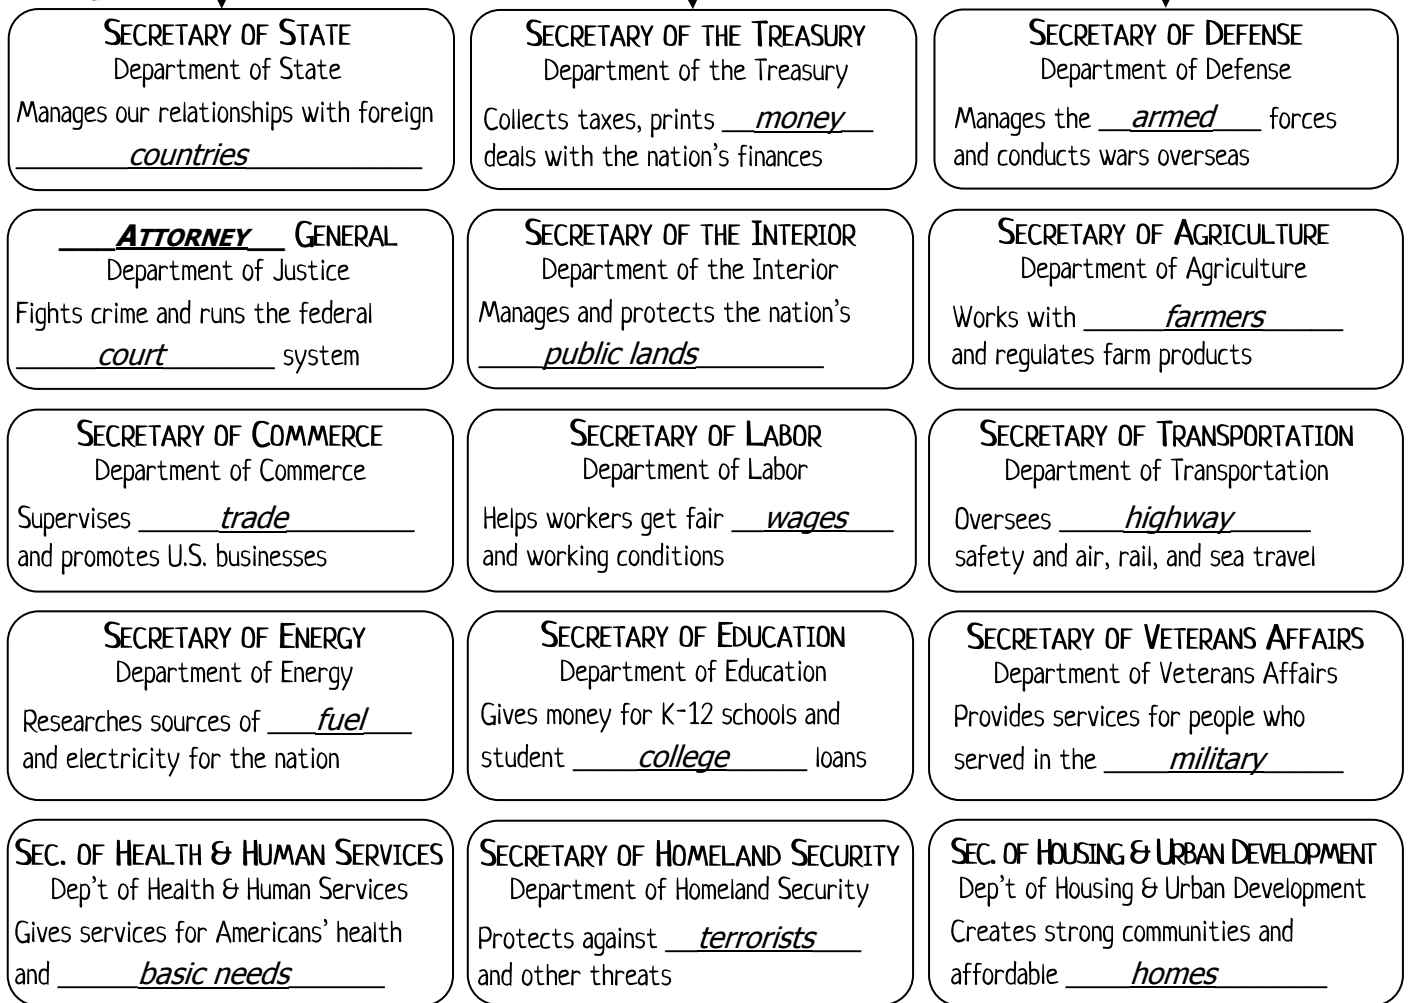 SECRETARY OF STATE
Department of State
Manages our relationships with foreign
countries
SECRETARY OF THE TREASURY
Department of the Treasury
Collects taxes, prints money
deals with the nation's finances
SECRETARY OF DEFENSE
Department of Defense
Manages the armed forces
and conducts wars overseas
ATTORNEY GENERAL
Department of Justice
Fights crime and runs the federal
court system
SECRETARY OF THE INTERIOR
Department of the Interior
Manages and protects the nation's
public lands
SECRETARY OF AGRICULTURE
Department of Agriculture
Works with farmers
and regulates farm products
SECRETARY OF COMMERCE
Department of Commerce
Supervises trade
and promotes U.S. businesses
SECRETARY OF LABOR
Department of Labor
Helps workers get fair wages
and working conditions
SECRETARY OF TRANSPORTATION
Department of Transportation
Oversees highway
safety and air, rail, and sea travel
SECRETARY OF ENERGY
Department of Energy
Researches sources of fuel
and electricity for the nation
SECRETARY OF EDUCATION
Department of Education
Gives money for K-12 schools and
student college loans
SECRETARY OF VETERANS AFFAIRS
Department of Veterans Affairs
Provides services for people who
served in the military
SEC. OF HEALTH & HUMAN SERVICES
Dep't of Health & Human Services
Gives services for Americans' health
and basic needs
SECRETARY OF HOMELAND SECURITY
Department of Homeland Security
Protects against terrorists
and other threats
SEC. OF HOUSING & URBAN DEVELOPMENT
Dep't of Housing & Urban Development
Creates strong communities and
affordable homes